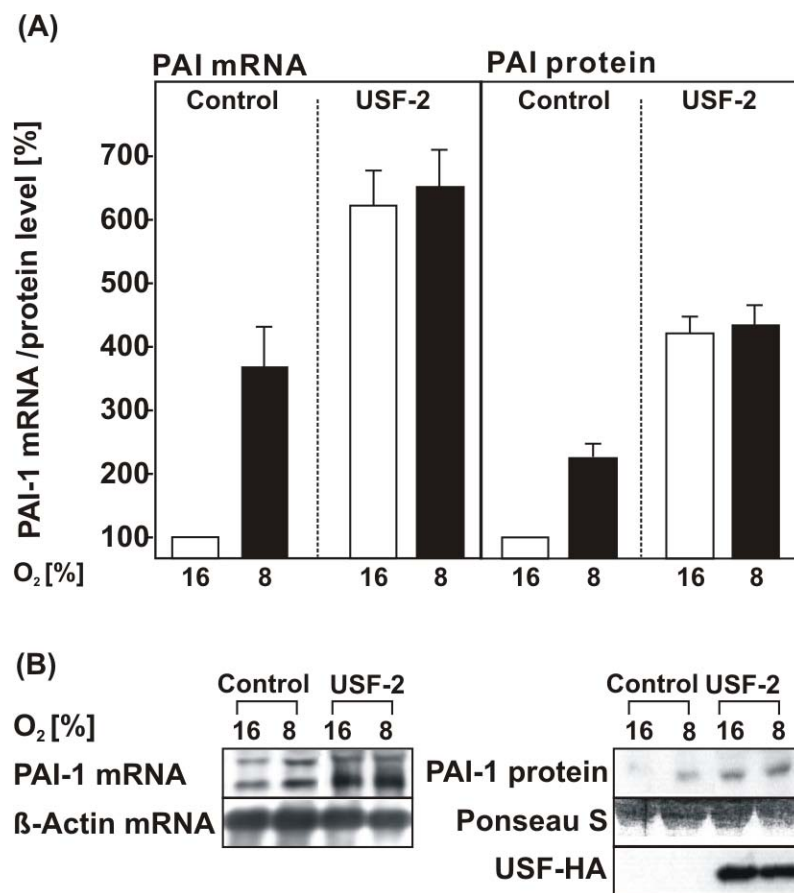 (A)
PAI mRNA PAI protein
Control USF-2 Control USF-2
PAI-1 mRNA /protein level [%]
700
600
500
400
300
200
100
O₂ [%] 16 8 16 8 16 8 16 8
(B)
Control USF-2 Control USF-2
O₂ [%] 16 8 16 8 16 8 16 8
PAI-1 mRNA PAI-1 protein
ß-Actin mRNA Ponseau S
USF-HA